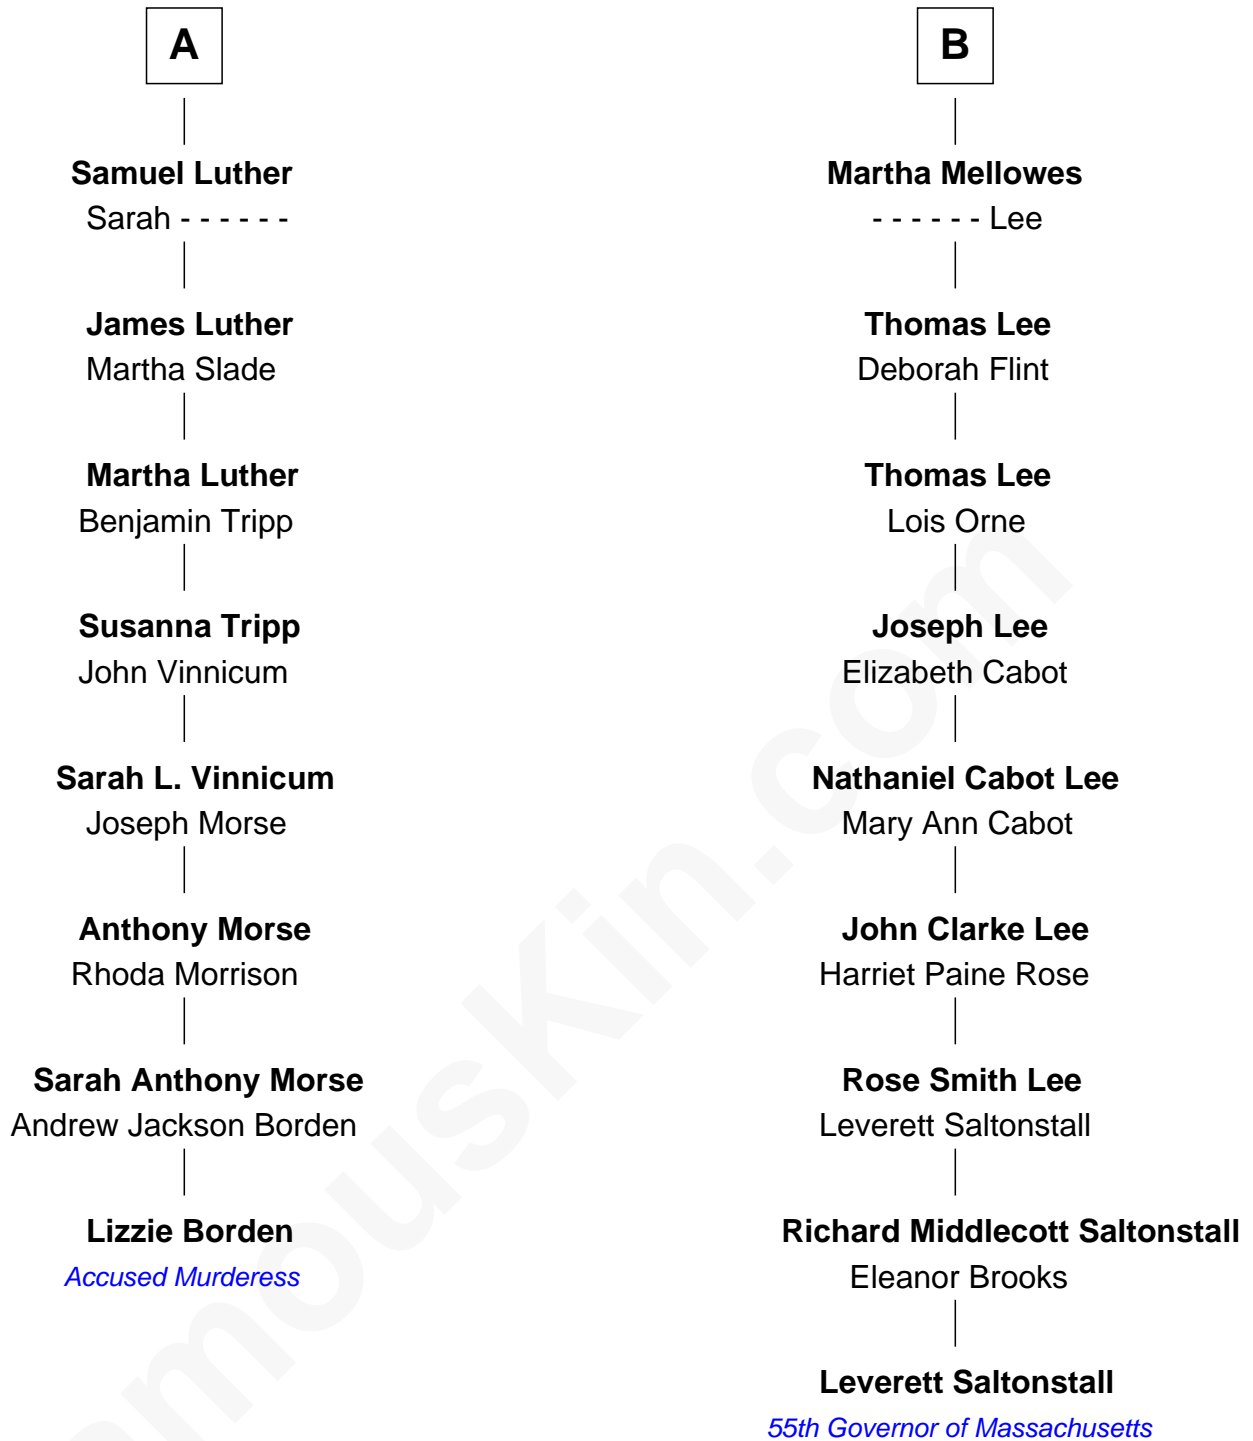 A
Samuel Luther
Sarah - - - - - -
James Luther
Martha Slade
Martha Luther
Benjamin Tripp
Susanna Tripp
John Vinnicum
Sarah L. Vinnicum
Joseph Morse
Anthony Morse
Rhoda Morrison
Sarah Anthony Morse
Andrew Jackson Borden
Lizzie Borden
Accused Murderess
B
Martha Mellowes
- - - - - - Lee
Thomas Lee
Deborah Flint
Thomas Lee
Lois Orne
Joseph Lee
Elizabeth Cabot
Nathaniel Cabot Lee
Mary Ann Cabot
John Clarke Lee
Harriet Paine Rose
Rose Smith Lee
Leverett Saltonstall
Richard Middlecott Saltonstall
Eleanor Brooks
Leverett Saltonstall
55th Governor of Massachusetts
amousKin.com